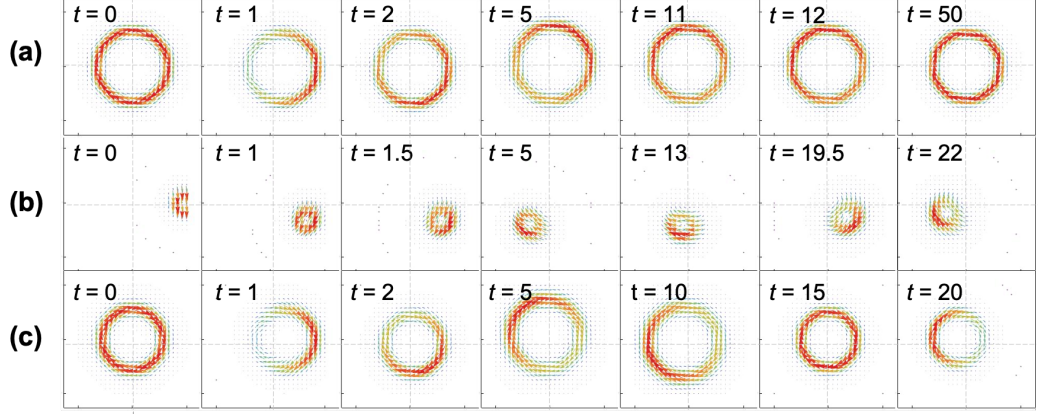 (a) t = 0 t = 1 t = 2 t = 5 t = 11 t = 12 t = 50
(b) t = 0 t = 1 t = 1.5 t = 5 t = 13 t = 19.5 t = 22
(c) t = 0 t = 1 t = 2 t = 5 t = 10 t = 15 t = 20